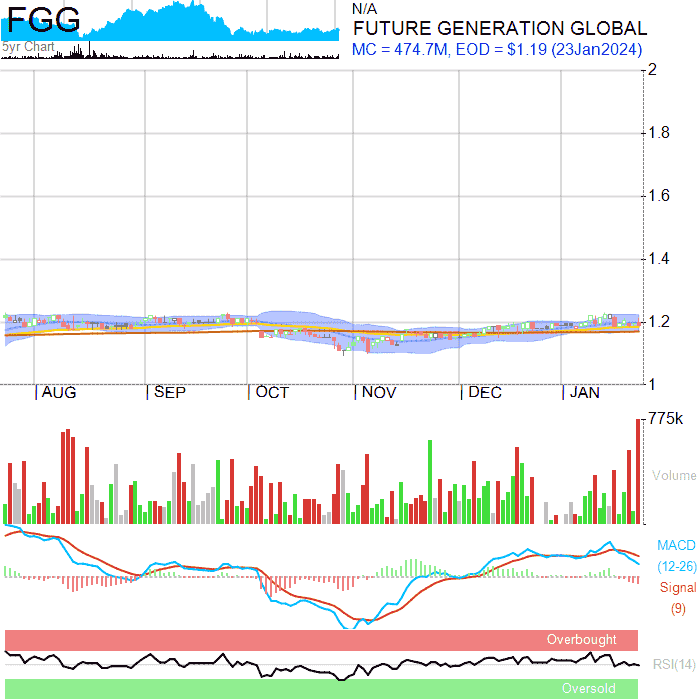 FGG
5yr Chart
N/A
FUTURE GENERATION GLOBAL
MC = 474.7M, EOD = $1.19 (23Jan2024)
2
1.8
1.6
1.4
1.2
1
AUG SEP OCT NOV DEC JAN
775k
Volume
MACD
(12-26)
Signal
(9)
Overbought
RSI(14)
Oversold